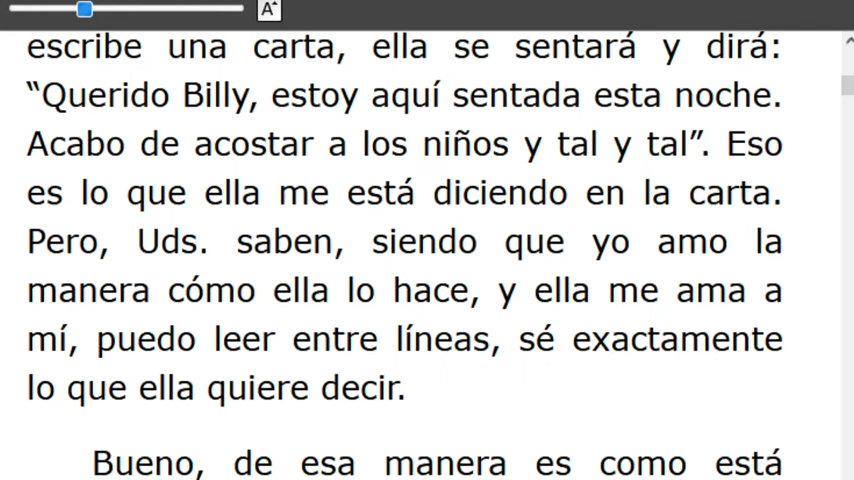 A
escribe una carta, ella se sentará y dirá:
“Querido Billy, estoy aquí sentada esta noche.
Acabo de acostar a los niños y tal y tal”. Eso
es lo que ella me está diciendo en la carta.
Pero, Uds. saben, siendo que yo amo la
manera cómo ella lo hace, y ella me ama a
mí, puedo leer entre líneas, sé exactamente
lo que ella quiere decir.
Bueno, de esa manera es como está